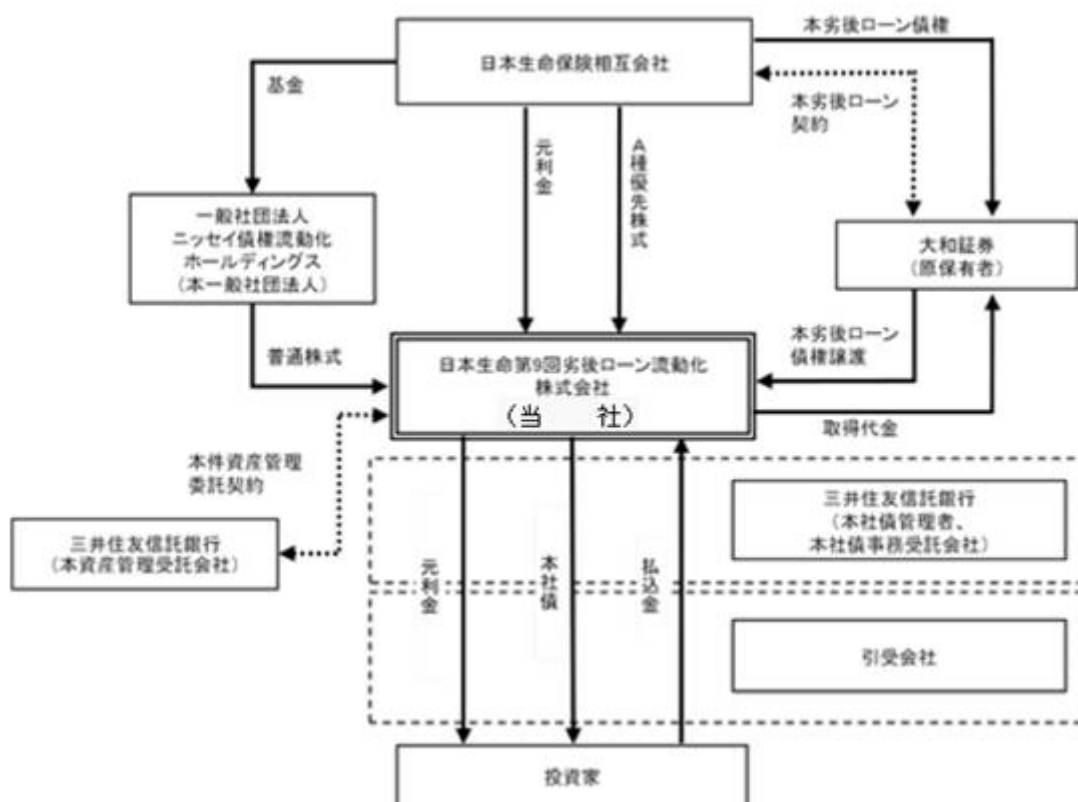 本劣後ローン債権
日本生命保険相互会社
基金
本劣後ローン
契約
元利金
A種優先株式
一般社団法人
ニッセイ債権流動化
ホールディングス
(本一般社団法人)
大和証券
(原保有者)
普通株式
本劣後ローン
債権譲渡
日本生命第9回劣後ローン流動化
株式会社
(当 社)
取得代金
本件資産管理
委託契約
三井住友信託銀行
(本資産管理受託会社)
三井住友信託銀行
(本社債管理者、
本社債事務受託会社)
元利金
本社債
払込金
引受会社
投資家